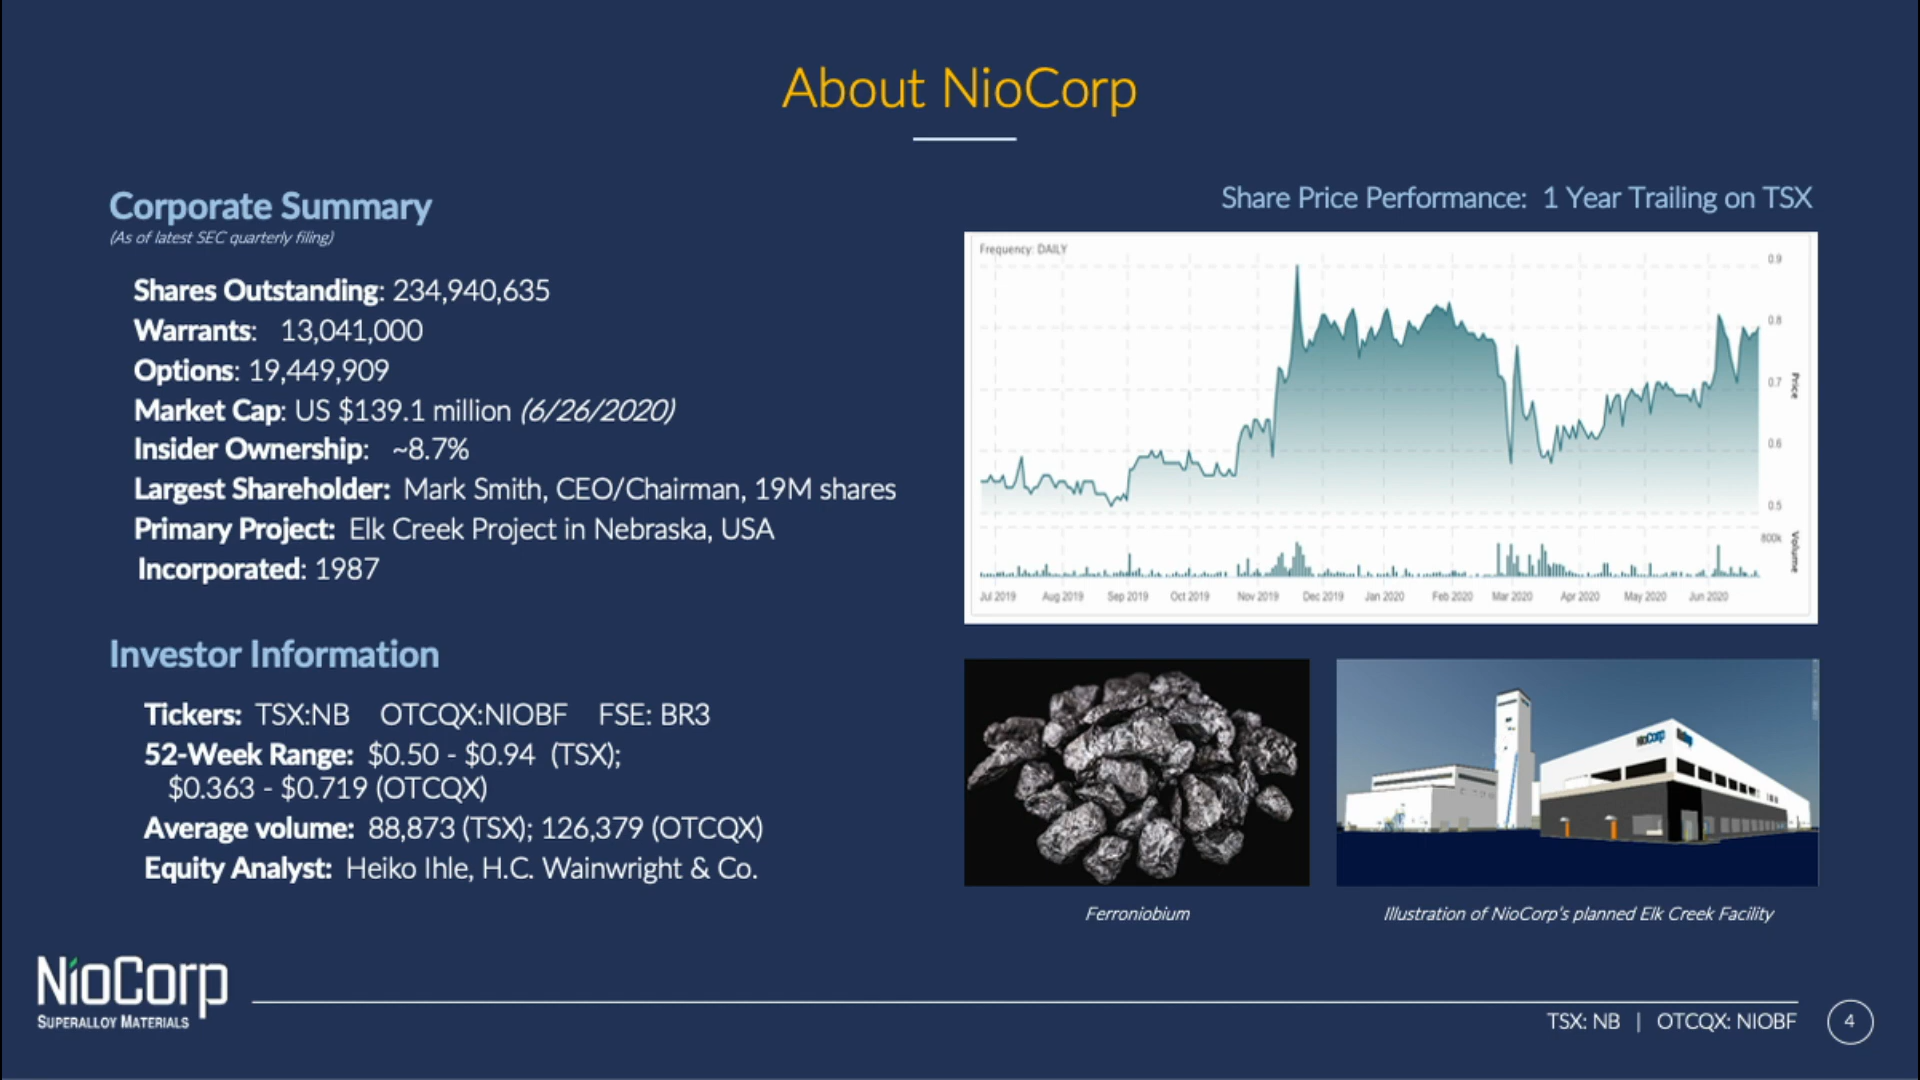 About NioCorp
Corporate Summary
(As of latest SEC quarterly filing)
Shares Outstanding: 234,940,635
Warrants: 13,041,000
Options: 19,449,909
Market Cap: US $139.1 million (6/26/2020)
Insider Ownership: ~8.7%
Largest Shareholder: Mark Smith, CEO/Chairman, 19M shares
Primary Project: Elk Creek Project in Nebraska, USA
Incorporated: 1987
Investor Information
Tickers: TSX:NB OTCQX:NIOBF FSE: BR3
52-Week Range: $0.50 - $0.94 (TSX);
$0.363 - $0.719 (OTCQX)
Average volume: 88,873 (TSX); 126,379 (OTCQX)
Equity Analyst: Heiko Ihle, H.C. Wainwright & Co.
Share Price Performance: 1 Year Trailing on TSX
Frequency: DAILY
0.9
0.8
0.7
0.6
0.5
Price
800k
Volume
Jul 2019 Aug 2019 Sep 2019 Oct 2019 Nov 2019 Dec 2019 Jan 2020 Feb 2020 Mar 2020 Apr 2020 May 2020 Jun 2020
NioCorp
Ferroniobium
Illustration of NioCorp's planned Elk Creek Facility
NioCorp
SUPERALLOY MATERIALS
TSX: NB | OTCQX: NIOBF 4